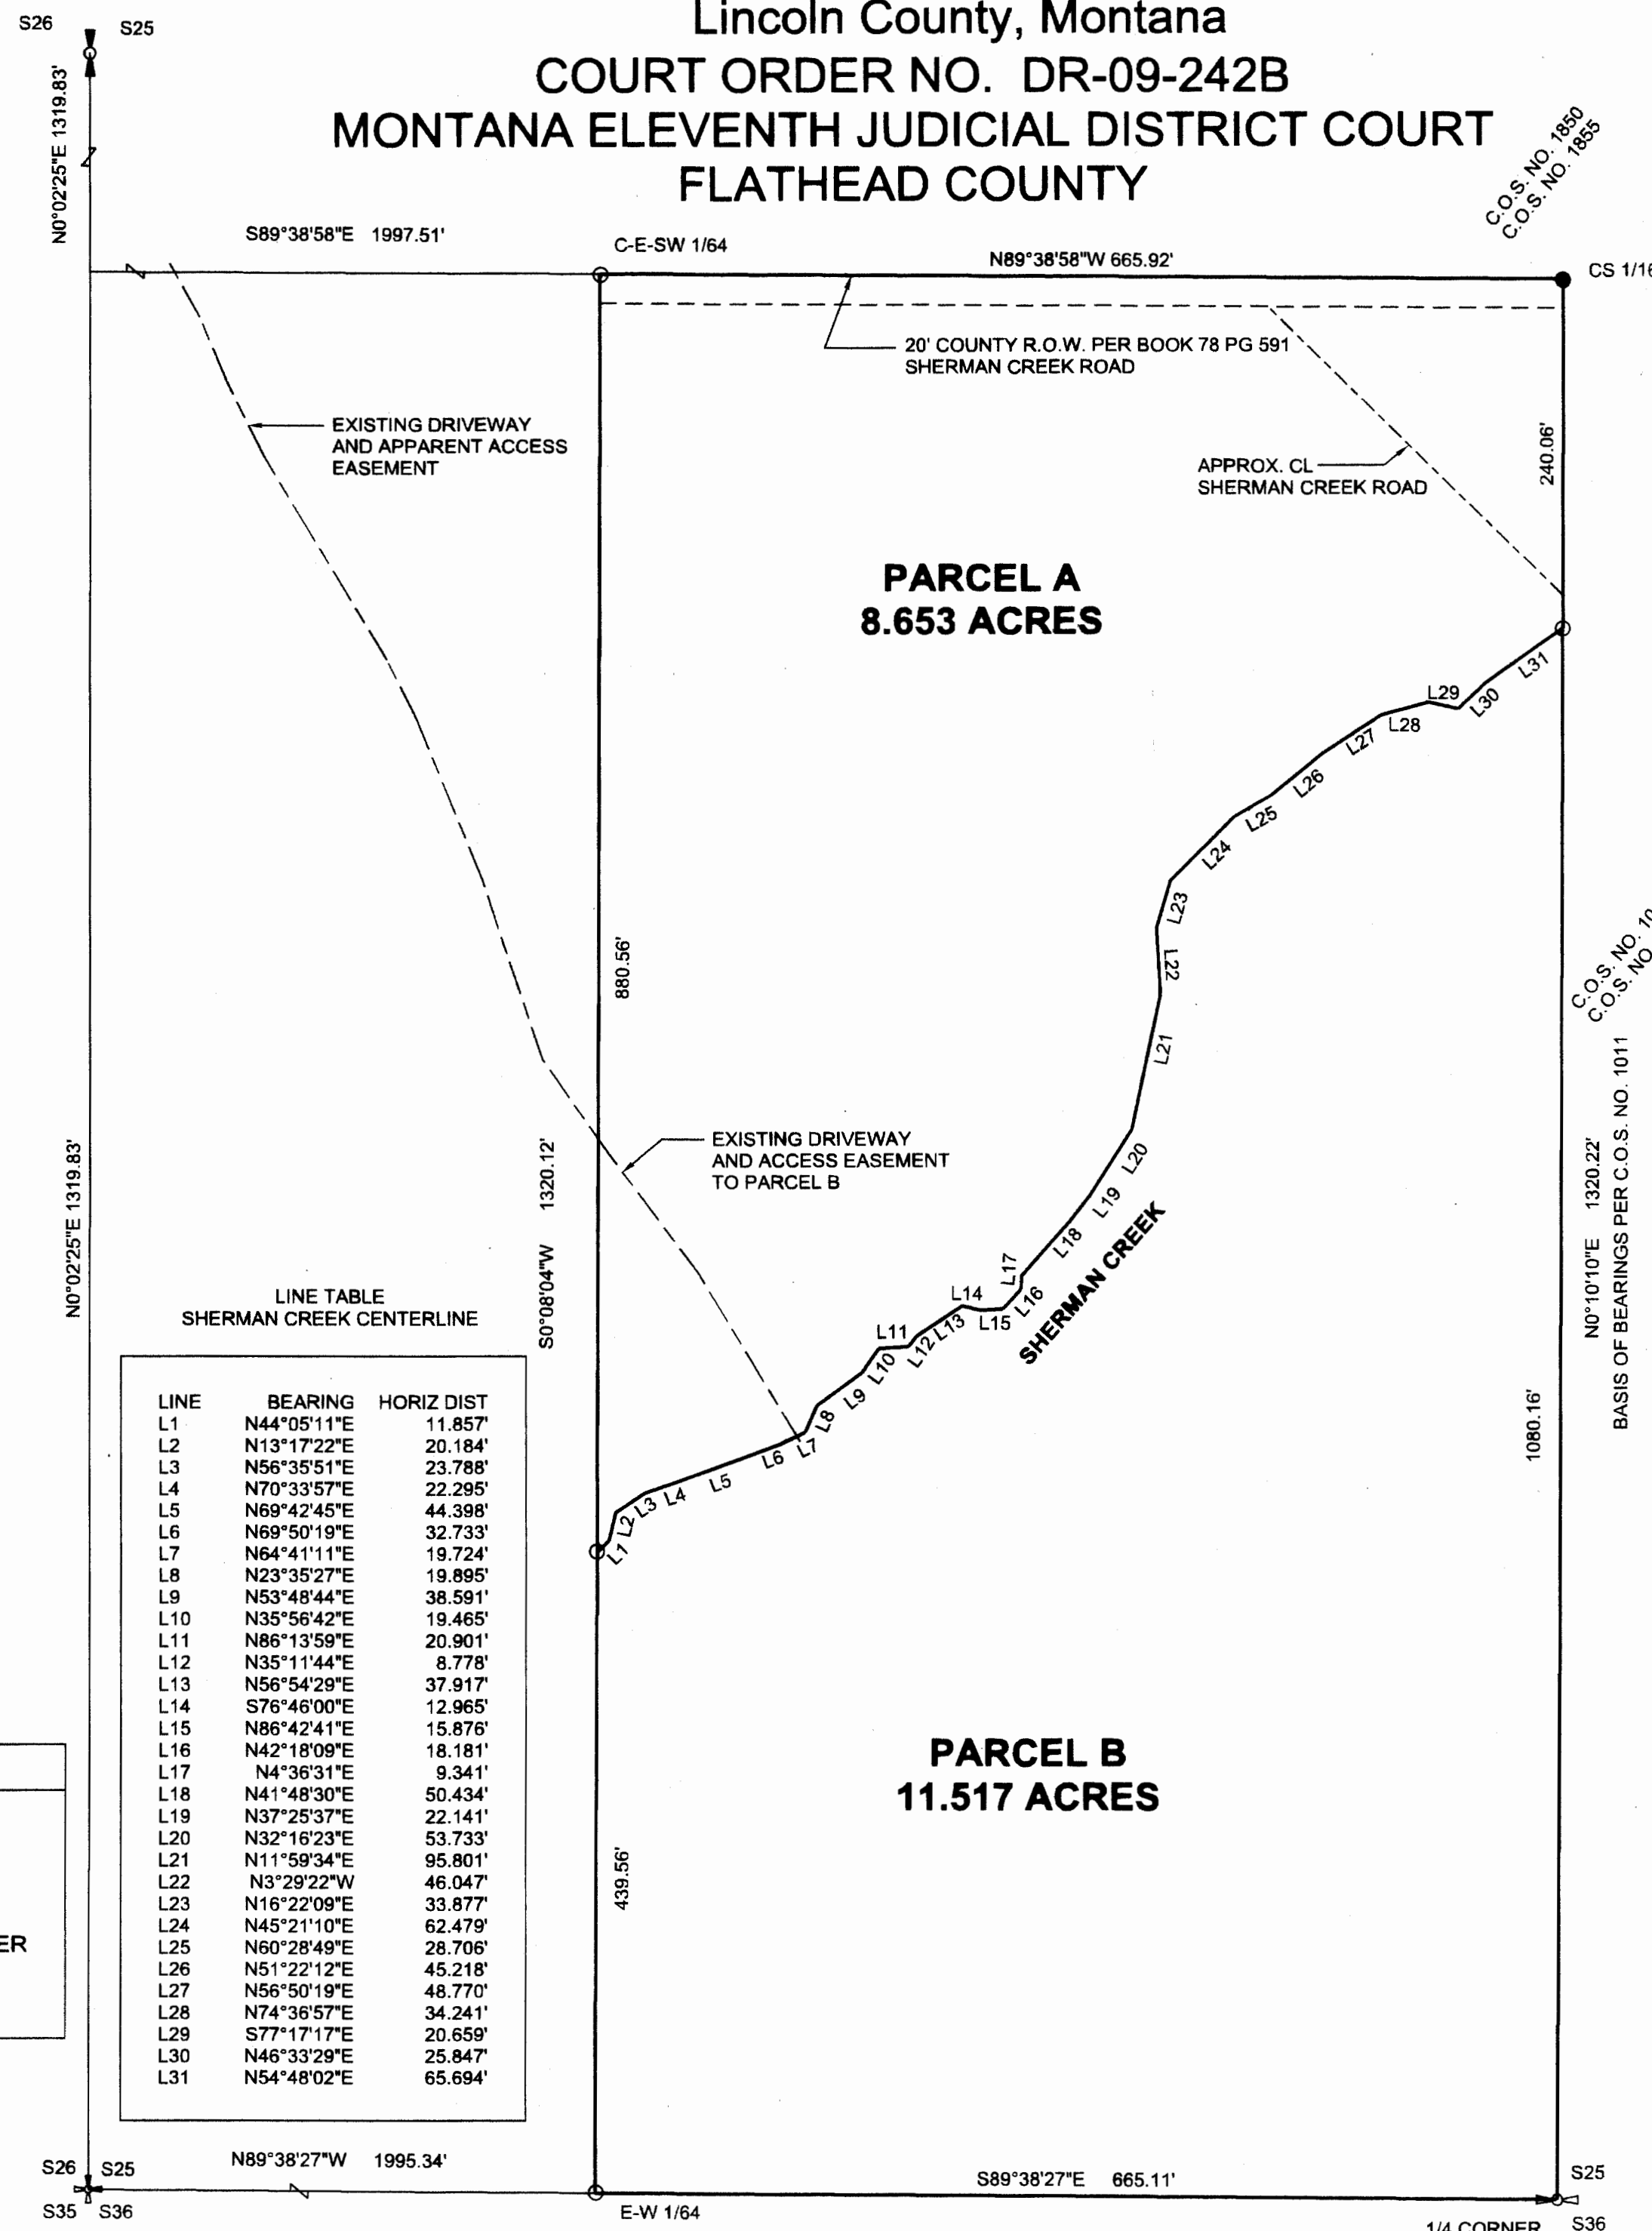 Lincoln County, Montana
COURT ORDER NO. DR-09-242B
MONTANA ELEVENTH JUDICIAL DISTRICT COURT
FLATHEAD COUNTY
S26
S25
N0°02'25"E 1319.83'
S89°38'58"E 1997.51'
C-E-SW 1/64
N89°38'58"W 665.92'
C.O.S. NO. 1850
C.O.S. NO. 1855
CS 1/16
20' COUNTY R.O.W. PER BOOK 78 PG 591
SHERMAN CREEK ROAD
EXISTING DRIVEWAY
AND APPARENT ACCESS
EASEMENT
APPROX. CL
SHERMAN CREEK ROAD
240.06'
PARCEL A
8.653 ACRES
L31
L30
L29
L28
L27
L26
L25
L24
L23
L22
L21
L20
L19
L18
L17
L16
L15
L14
L13
L12
L11
L10
L9
L8
L7
L6
L5
L4
L3
L2
L1
SHERMAN CREEK
880.56'
C.O.S. NO. 10
C.O.S. NO
EXISTING DRIVEWAY
AND ACCESS EASEMENT
TO PARCEL B
N0°02'25"E 1319.83'
S0°08'04"W 1320.12'
N0°10'10"E 1320.22'
BASIS OF BEARINGS PER C.O.S. NO. 1011
1080.16'
LINE TABLE
SHERMAN CREEK CENTERLINE
LINE BEARING HORIZ DIST
L1 N44°05'11"E 11.857'
L2 N13°17'22"E 20.184'
L3 N56°35'51"E 23.788'
L4 N70°33'57"E 22.295'
L5 N69°42'45"E 44.398'
L6 N69°50'19"E 32.733'
L7 N64°41'11"E 19.724'
L8 N23°35'27"E 19.895'
L9 N53°48'44"E 38.591'
L10 N35°56'42"E 19.465'
L11 N86°13'59"E 20.901'
L12 N35°11'44"E 8.778'
L13 N56°54'29"E 37.917'
L14 S76°46'00"E 12.965'
L15 N86°42'41"E 15.876'
L16 N42°18'09"E 18.181'
L17 N4°36'31"E 9.341'
L18 N41°48'30"E 50.434'
L19 N37°25'37"E 22.141'
L20 N32°16'23"E 53.733'
L21 N11°59'34"E 95.801'
L22 N3°29'22"W 46.047'
L23 N16°22'09"E 33.877'
L24 N45°21'10"E 62.479'
L25 N60°28'49"E 28.706'
L26 N51°22'12"E 45.218'
L27 N56°50'19"E 48.770'
L28 N74°36'57"E 34.241'
L29 S77°17'17"E 20.659'
L30 N46°33'29"E 25.847'
L31 N54°48'02"E 65.694'
PARCEL B
11.517 ACRES
439.56'
ER
N89°38'27"W 1995.34'
S89°38'27"E 665.11'
S26
S25
S35
S36
E-W 1/64
S25
S36
1/4 CORNER